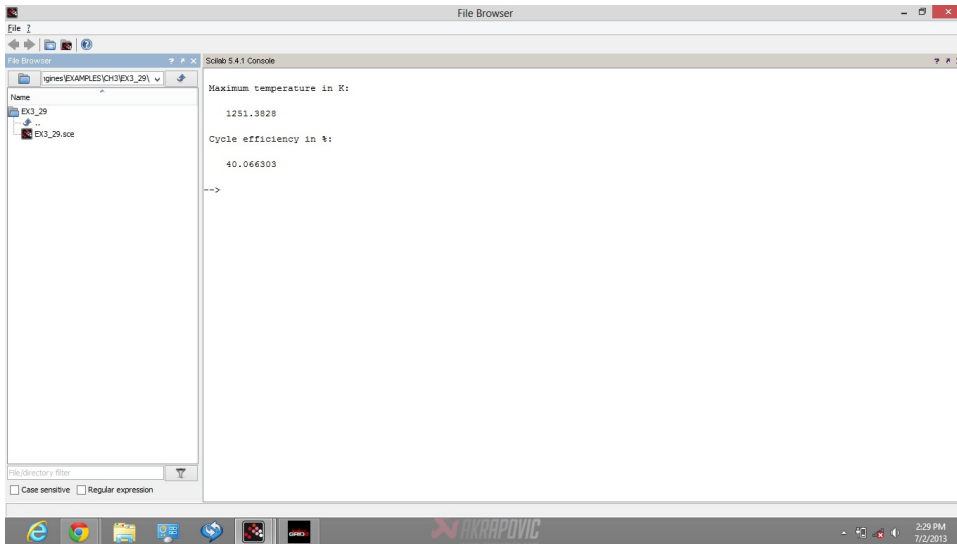 File Browser
File ?
File Browser ? X
Scilab 5.4.1 Console ?
igines\EXAMPLES\CH3\EX3_29\
Name
EX3_29
..
EX3_29.sce
Maximum temperature in K:
1251.3828
Cycle efficiency in %:
40.066303
-->
File/directory filter
Case sensitive Regular expression
GRID
AKRAPOVIC
2:29 PM
7/2/2013